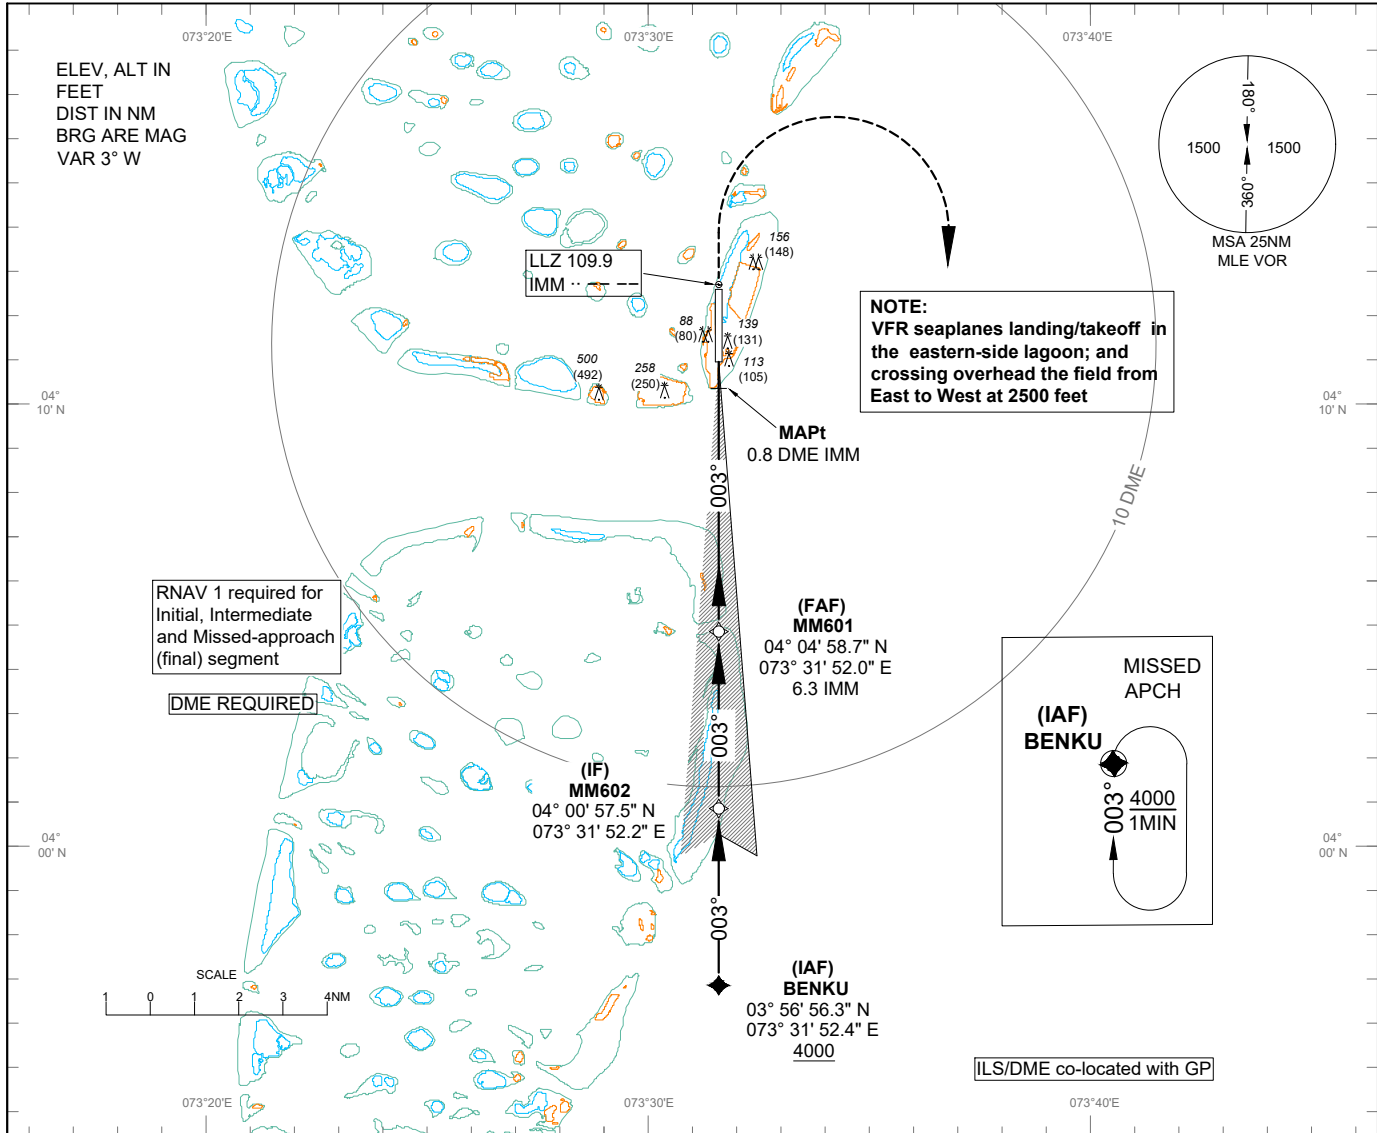 073°20'E
073°30'E
073°40'E
ELEV, ALT IN
FEET
DIST IN NM
BRG ARE MAG
VAR 3° W
180°
1500
1500
360°
MSA 25NM
MLE VOR
LLZ 109.9
IMM
156
(148)
88
(80)
139
(131)
113
(105)
500
(492)
258
(250)
NOTE:
VFR seaplanes landing/takeoff in
the eastern-side lagoon; and
crossing overhead the field from
East to West at 2500 feet
04°
10' N
04°
10' N
MAPt
0.8 DME IMM
003°
10 DME
RNAV 1 required for
Initial, Intermediate
and Missed-approach
(final) segment
DME REQUIRED
(FAF)
MM601
04° 04' 58.7" N
073° 31' 52.0" E
6.3 IMM
003°
(IF)
MM602
04° 00' 57.5" N
073° 31' 52.2" E
MISSED
APCH
(IAF)
BENKU
003°
4000
1MIN
04°
00' N
04°
00' N
003°
(IAF)
BENKU
03° 56' 56.3" N
073° 31' 52.4" E
4000
SCALE
1 0 1 2 3 4NM
ILS/DME co-located with GP
073°20'E
073°30'E
073°40'E